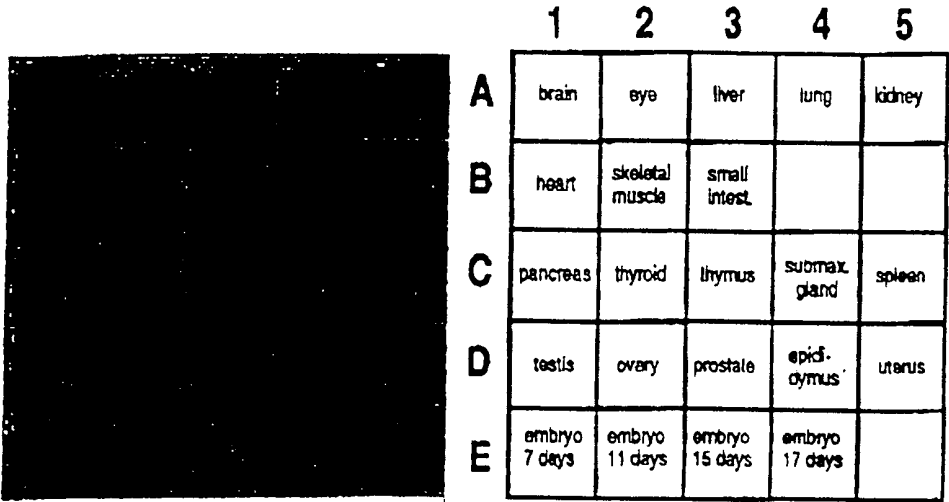 1 2 3 4 5
A brain eye liver lung kidney
B heart skeletal muscle small intest.
C pancreas thyroid thymus submax. gland spleen
D testis ovary prostate epidi-dymus uterus
E embryo 7 days embryo 11 days embryo 15 days embryo 17 days